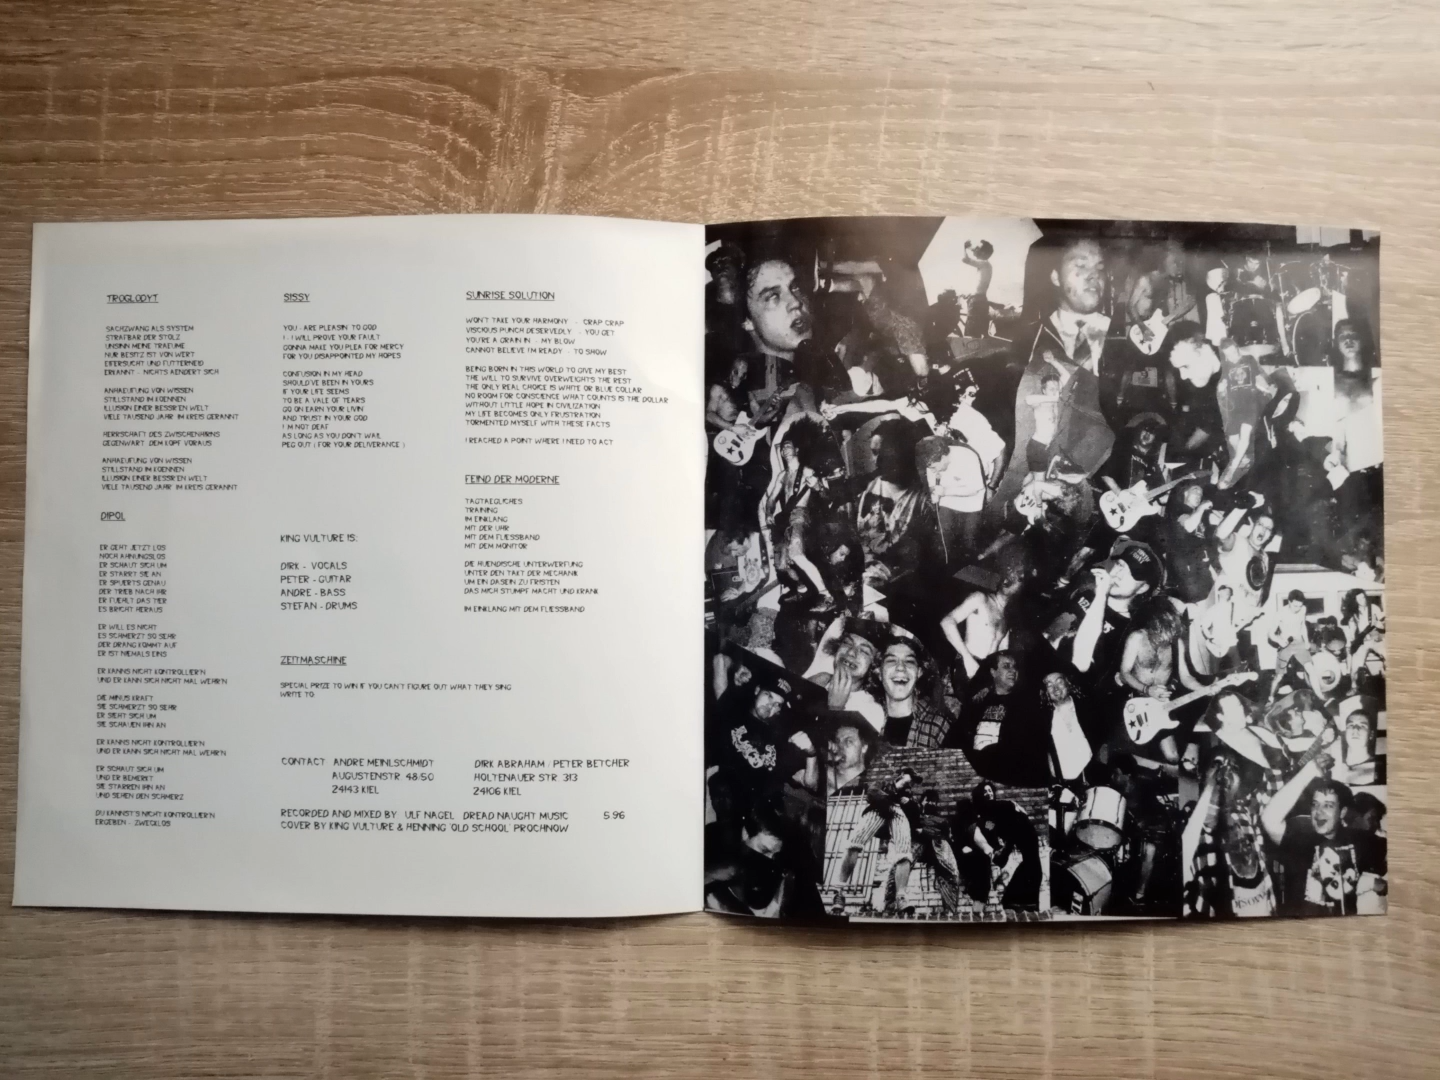 TROGLODYT
SACHZWANG ALS SYSTEM
STRAFBAR DER STOLZ
UNSINN MEINE TRAEUME
NUR BESITZ IST VON WERT
EIFERSUCHT UND FUTTERNEID
ERKANNT - NICHTS AENDERT SICH
ANHAEUFUNG VON WISSEN
STILLSTAND IM KOENNEN
ILLUSION EINER BESSR'EN WELT
VIELE TAUSEND JAHR' IM KREIS GERANNT
HERRSCHAFT DES ZWISCHENHIRNS
GEGENWART DEM KOPF VORAUS
ANHAEUFUNG VON WISSEN
STILLSTAND IM KOENNEN
ILLUSION EINER BESSR'EN WELT
VIELE TAUSEND JAHR' IM KREIS GERANNT
DIPOL
ER GEHT JETZT LOS
NOCH AHNUNGSLOS
ER SCHAUT SICH UM
ER STARRT SIE AN
ER SPUERT'S GENAU
DER TRIEB NACH IHR
ER FUEHLT DAS TIER
ES BRICHT HERAUS
ER WILL ES NICHT
ES SCHMERZT SO SEHR
DER DRANG KOMMT AUF
ER IST NIEMALS EINS
ER KANN'S NICHT KONTROLLIER'N
UND ER KANN SICH NICHT MAL WEHR'N
DIE MINUS KRAFT
SIE SCHMERZT SO SEHR
ER SIEHT SICH UM
SIE SCHAUEN IHN AN
ER KANN'S NICHT KONTROLLIER'N
UND ER KANN SICH NICHT MAL WEHR'N
ER SCHAUT SICH UM
UND ER BEMERKT
SIE STARREN IHN AN
UND SEHEN DEN SCHMERZ
DU KANNST'S NICHT KONTROLLIER'N
ERGEBEN - ZWECKLOS
SISSY
YOU - ARE PLEASIN' TO GOD
I - I WILL PROVE YOUR FAULT
GONNA MAKE YOU PLEA FOR MERCY
FOR YOU DISAPPOINTED MY HOPES
CONFUSION IN MY HEAD
SHOULD'VE BEEN IN YOURS
IF YOUR LIFE SEEMS
TO BE A VALE OF TEARS
GO ON EARN YOUR LIVIN'
AND TRUST IN YOUR GOD
I'M NOT DEAF
AS LONG AS YOU DON'T WAIL
PEG OUT ( FOR YOUR DELIVERANCE )
KING VULTURE IS:
DIRK - VOCALS
PETER - GUITAR
ANDRE - BASS
STEFAN - DRUMS
ZEITMASCHINE
SPECIAL PRIZE TO WIN IF YOU CAN'T FIGURE OUT WHAT THEY SING
WRITE TO
SUNRISE SOLUTION
WON'T TAKE YOUR HARMONY - CRAP CRAP
VISCIOUS PUNCH DESERVEDLY - YOU GET
YOU'RE A GRAIN IN - MY BLOW
CANNOT BELIEVE I'M READY - TO SHOW
BEING BORN IN THIS WORLD TO GIVE MY BEST
THE WILL TO SURVIVE OVERWEIGHTS THE REST
THE ONLY REAL CHOICE IS WHITE OR BLUE COLLAR
NO ROOM FOR CONSCIENCE WHAT COUNTS IS THE DOLLAR
WITHOUT LITTLE HOPE IN CIVILIZATION
MY LIFE BECOMES ONLY FRUSTRATION
TORMENTED MYSELF WITH THESE FACTS
I REACHED A POINT WHERE I NEED TO ACT
FEIND DER MODERNE
TAGTAEGLICHES
TRAINING
IM EINKLANG
MIT DER UHR
MIT DEM FLIESSBAND
MIT DEM MONITOR
DIE HUENDISCHE UNTERWERFUNG
UNTER DEN TAKT DER MECHANIK
UM EIN DASEIN ZU FRISTEN
DAS MICH STUMPF MACHT UND KRANK
IM EINKLANG MIT DEM FLIESSBAND
CONTACT ANDRE MEINLSCHMIDT
AUGUSTENSTR. 48-50
24143 KIEL
DIRK ABRAHAM / PETER BETCHER
HOLTENAUER STR. 313
24106 KIEL
RECORDED AND MIXED BY ULF NAGEL DREAD NAUGHT MUSIC 5.96
COVER BY KING VULTURE & HENNING OLD SCHOOL PROCHNOW